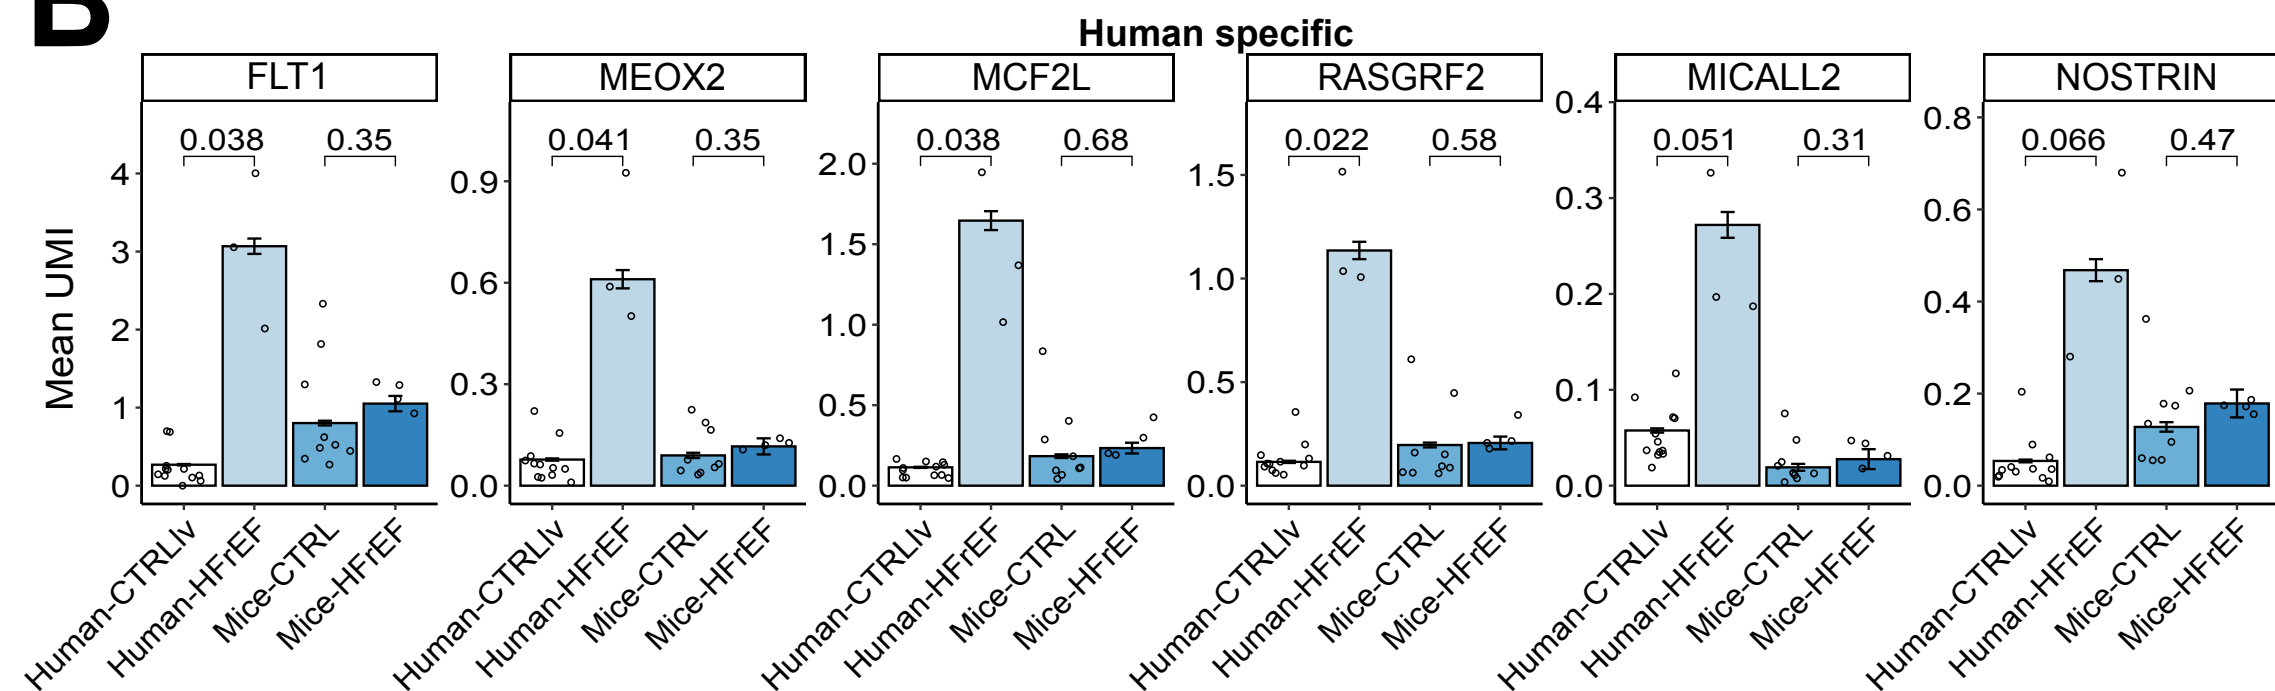 B
Human specific
FLT1 MEOX2 MCF2L RASGRF2 MICALL2 NOSTRIN
Mean UMI
0.038 0.35
4
3
2
1
0
0.041 0.35
0.9
0.6
0.3
0.0
0.038 0.68
2.0
1.5
1.0
0.5
0.0
0.022 0.58
1.5
1.0
0.5
0.0
0.051 0.31
0.4
0.3
0.2
0.1
0.0
0.066 0.47
0.8
0.6
0.4
0.2
0.0
Human-CTRLlv
Human-HFrEF
Mice-CTRL
Mice-HFrEF
Human-CTRLlv
Human-HFrEF
Mice-CTRL
Mice-HFrEF
Human-CTRLlv
Human-HFrEF
Mice-CTRL
Mice-HFrEF
Human-CTRLlv
Human-HFrEF
Mice-CTRL
Mice-HFrEF
Human-CTRLlv
Human-HFrEF
Mice-CTRL
Mice-HFrEF
Human-CTRLlv
Human-HFrEF
Mice-CTRL
Mice-HFrEF